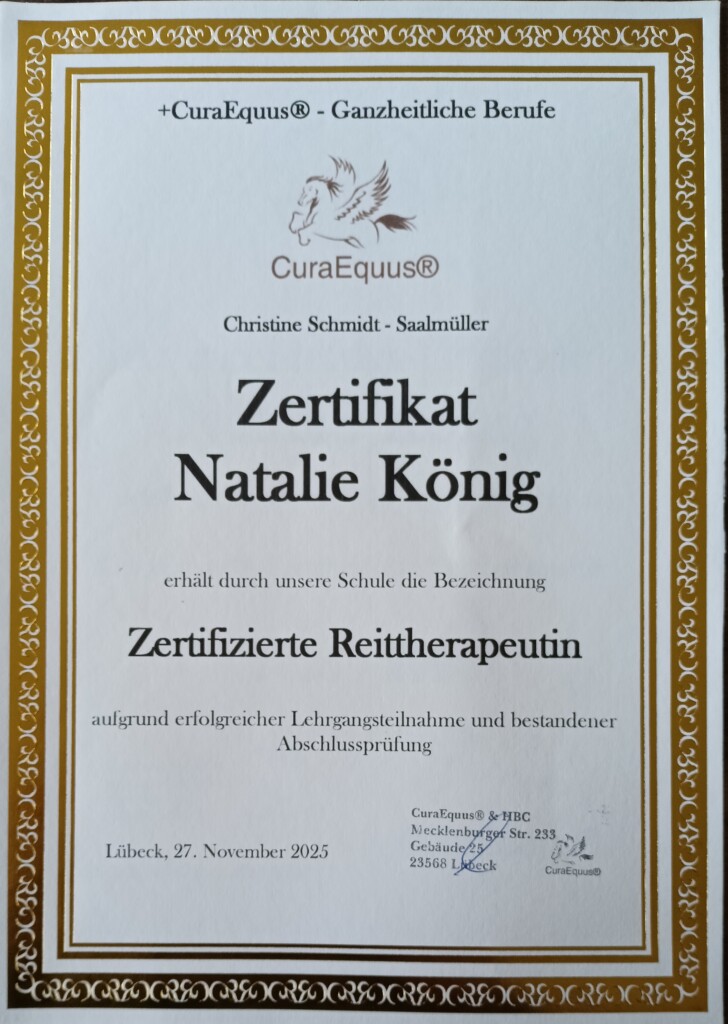 +CuraEquus® - Ganzheitliche Berufe
CuraEquus®
Christine Schmidt - Saalmüller
Zertifikat
Natalie König
erhält durch unsere Schule die Bezeichnung
Zertifizierte Reittherapeutin
aufgrund erfolgreicher Lehrgangsteilnahme und bestandener
Abschlussprüfung
Lübeck, 27. November 2025
CuraEquus® & HBC
Mecklenburger Str. 233
Gebäude 25
23568 Lübeck
CuraEquus®